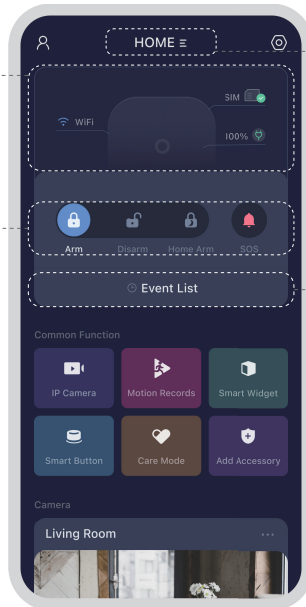 HOME
SIM
WiFi
100%
Arm Disarm Home Arm SOS
Event List
Common Function
IP Camera Motion Records Smart Widget
Smart Button Care Mode Add Accessory
Camera
Living Room